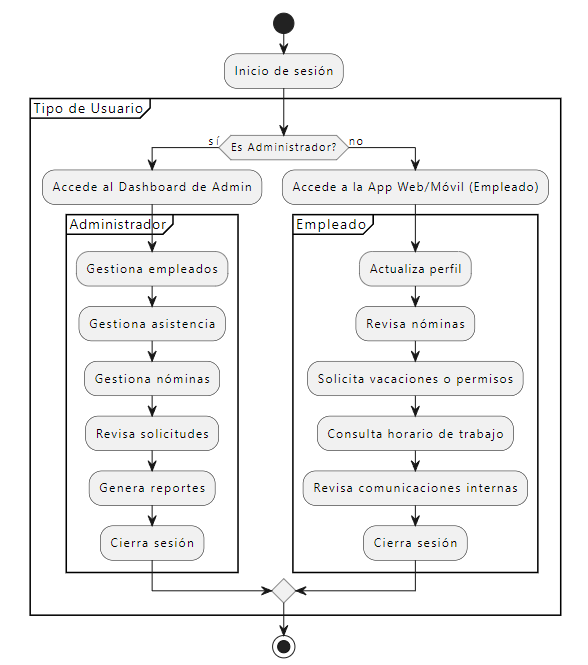 Inicio de sesión
Tipo de Usuario
sí
Es Administrador?
no
Accede al Dashboard de Admin
Accede a la App Web/Móvil (Empleado)
Administrador
Gestiona empleados
Gestiona asistencia
Gestiona nóminas
Revisa solicitudes
Genera reportes
Cierra sesión
Empleado
Actualiza perfil
Revisa nóminas
Solicita vacaciones o permisos
Consulta horario de trabajo
Revisa comunicaciones internas
Cierra sesión